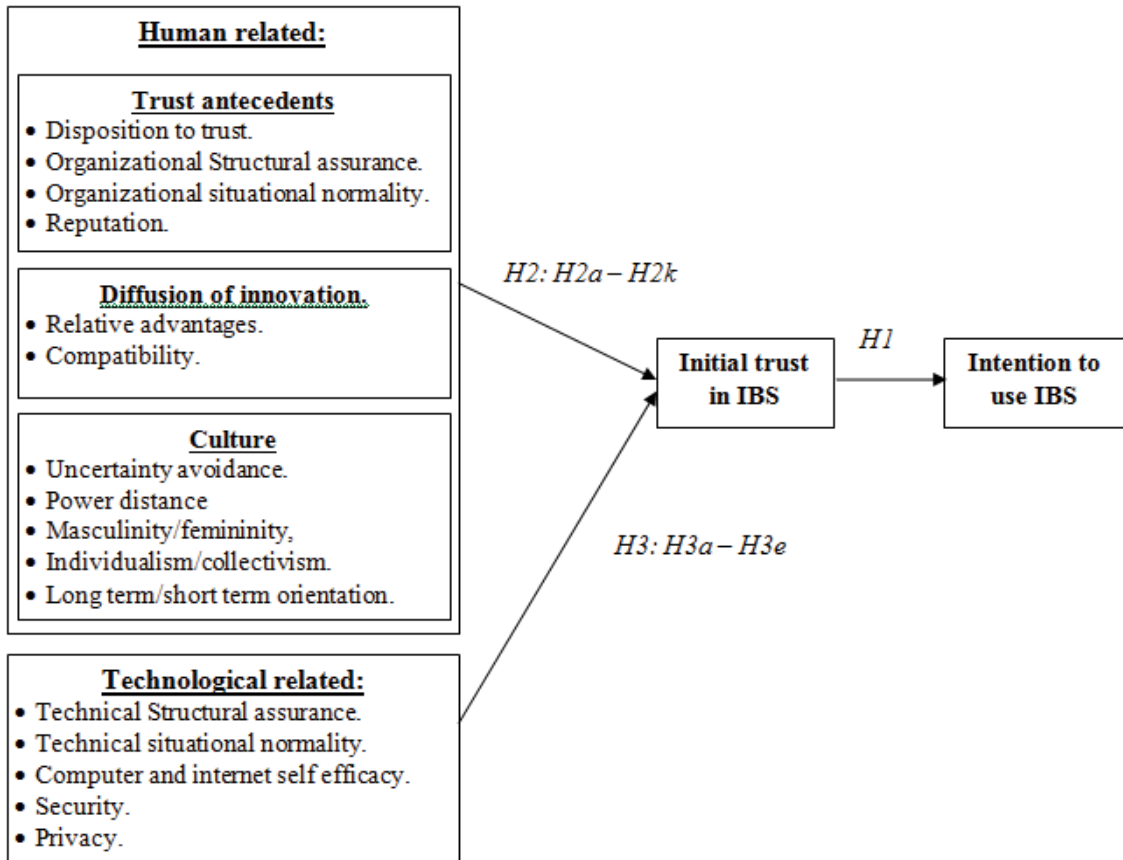 Human related:
Trust antecedents
• Disposition to trust.
• Organizational Structural assurance.
• Organizational situational normality.
• Reputation.
Diffusion of innovation.
• Relative advantages.
• Compatibility.
Culture
• Uncertainty avoidance.
• Power distance
• Masculinity/femininity,
• Individualism/collectivism.
• Long term/short term orientation.
Technological related:
• Technical Structural assurance.
• Technical situational normality.
• Computer and internet self efficacy.
• Security.
• Privacy.
H2: H2a – H2k
H3: H3a – H3e
Initial trust
in IBS
H1
Intention to
use IBS